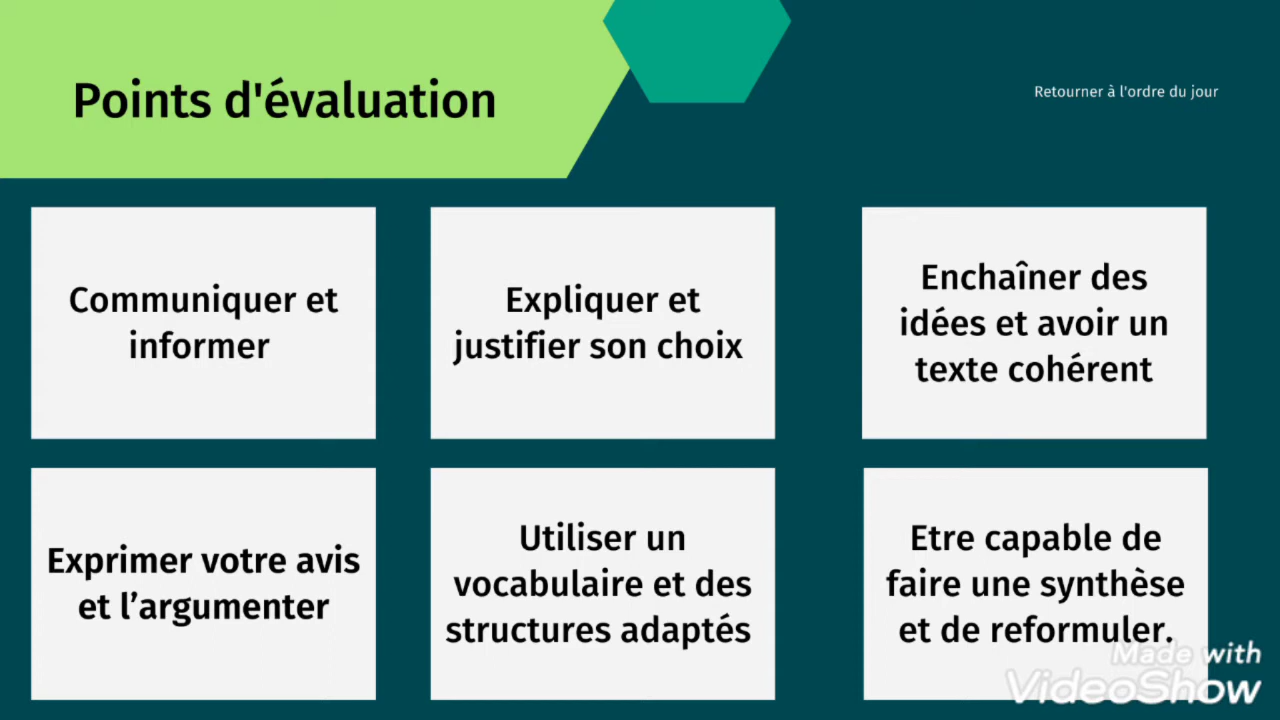 Points d'évaluation
Retourner à l'ordre du jour
Communiquer et
informer
Expliquer et
justifier son choix
Enchaîner des
idées et avoir un
texte cohérent
Exprimer votre avis
et l’argumenter
Utiliser un
vocabulaire et des
structures adaptés
Etre capable de
faire une synthèse
et de reformuler.
Made with
VideoShow